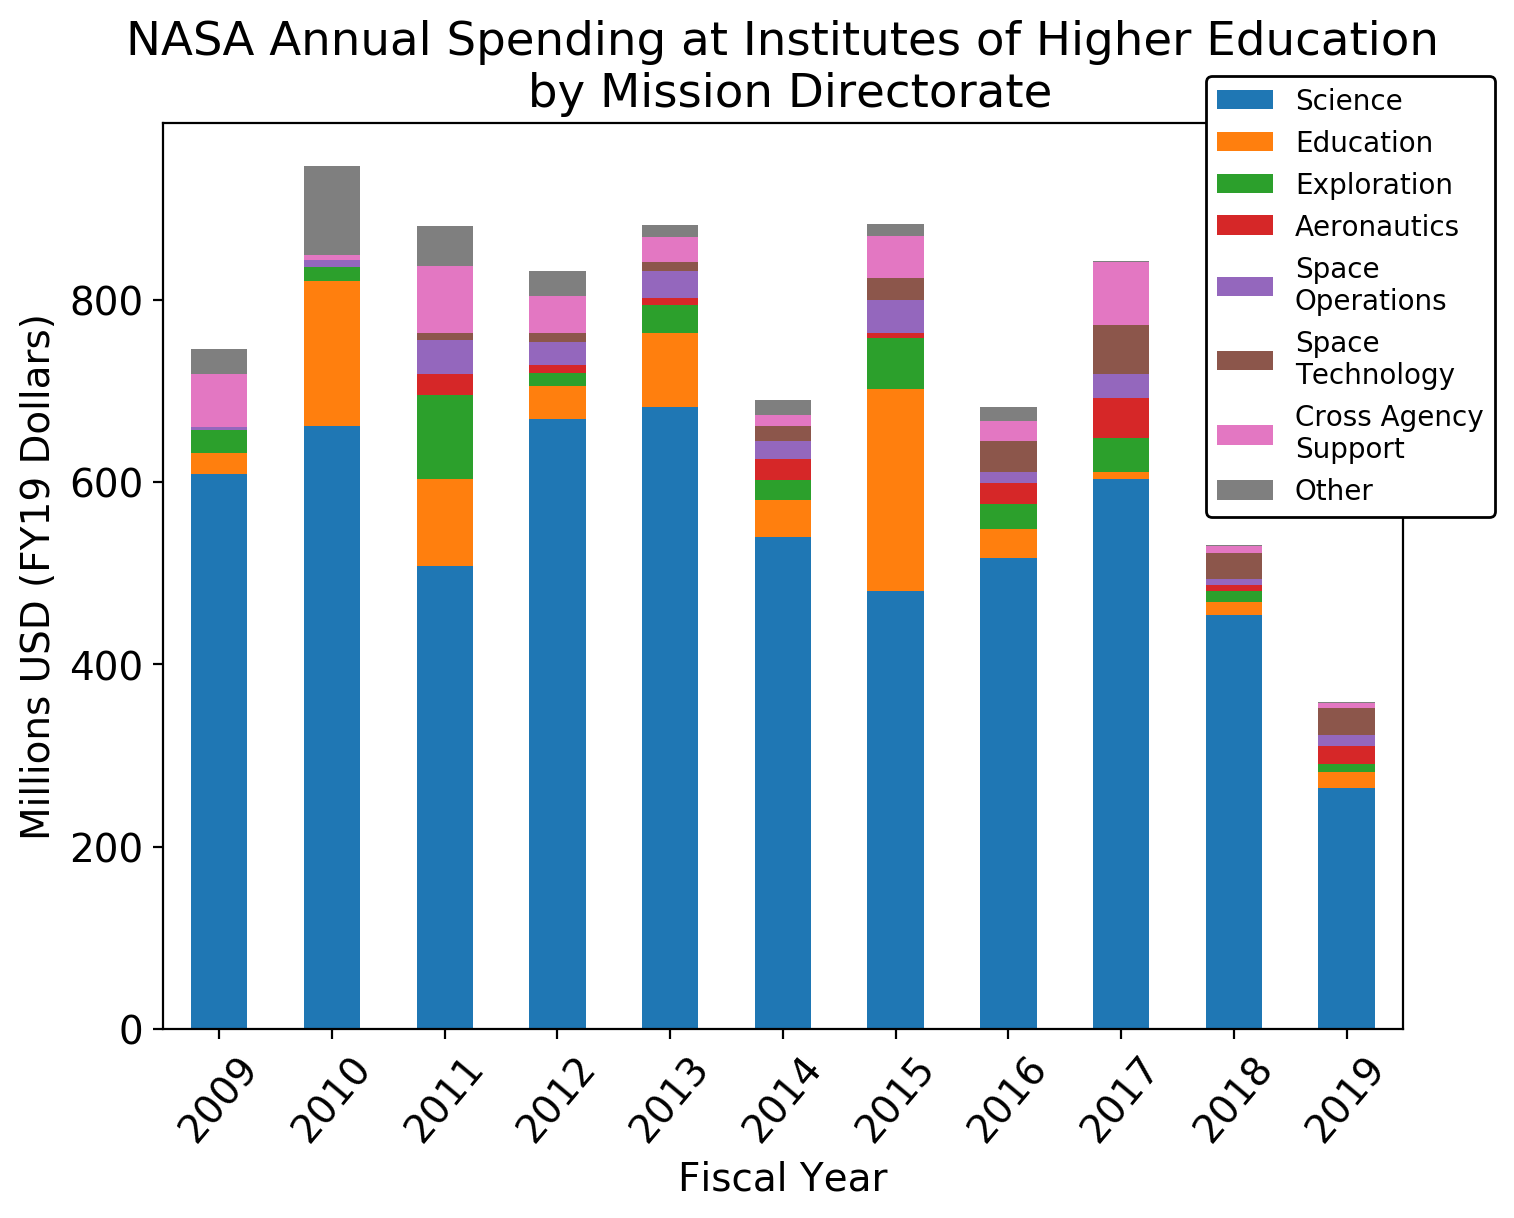 NASA Annual Spending at Institutes of Higher Education
by Mission Directorate
Science
Education
Exploration
Aeronautics
Space
Operations
Space
Technology
Cross Agency
Support
Other
Millions USD (FY19 Dollars)
800
600
400
200
0
2009
2010
2011
2012
2013
2014
2015
2016
2017
2018
2019
Fiscal Year